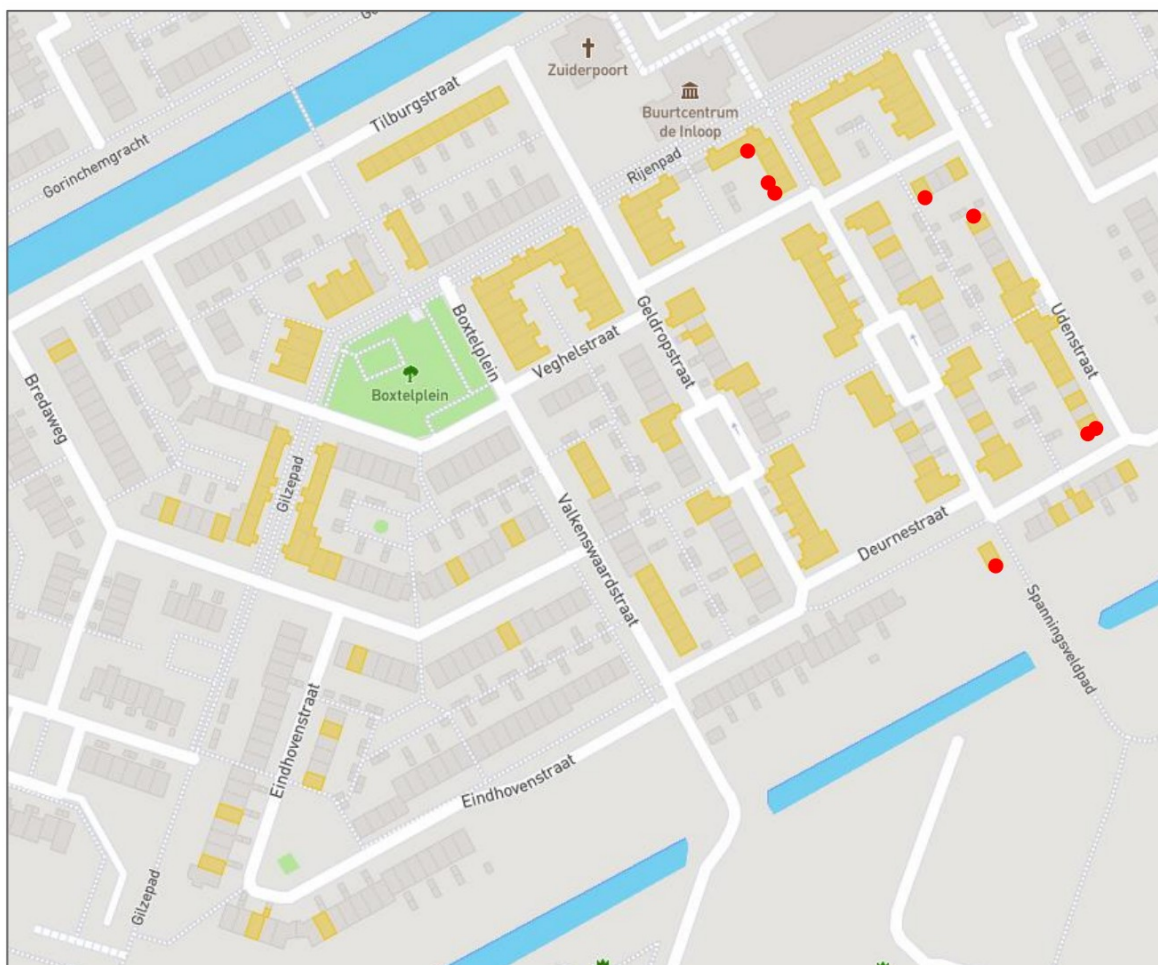 Go
Zuiderpoort
Tilburgstraat
Buurtcentrum
de Inloop
Gorinchemgracht
Rijenpad
Boxtelplein
Geldropstraat
Udenstraat
Veghelstraat
Boxtelplein
Bredaweg
Gilzepad
Valkenswaardstraat
Deurnestraat
Spanningsveldpad
Eindhovenstraat
Eindhovenstraat
Gilzepad